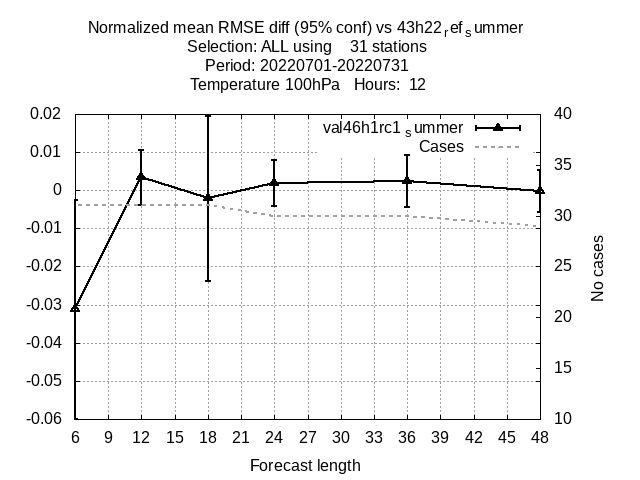 Normalized mean RMSE diff (95% conf) vs 43h22refsummer
Selection: ALL using    31 stations
Period: 20220701-20220731
Temperature 100hPa   Hours:  12
val46h1rc1summer
Cases
0.02
0.01
0
-0.01
-0.02
-0.03
-0.04
-0.05
-0.06
40
35
30
25
20
15
10
No cases
6 9 12 15 18 21 24 27 30 33 36 39 42 45 48
Forecast length